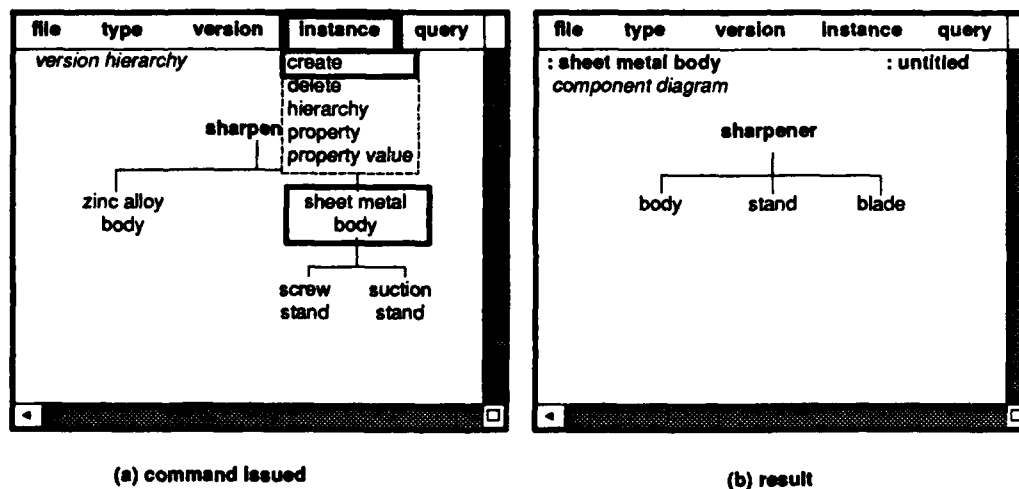 file type version instance query
version hierarchy
create
delete
hierarchy
sharpen property
property value
zinc alloy sheet metal
body body
screw suction
stand stand
(a) command issued
file type version instance query
: sheet metal body : untitled
component diagram
sharpener
body stand blade
(b) result